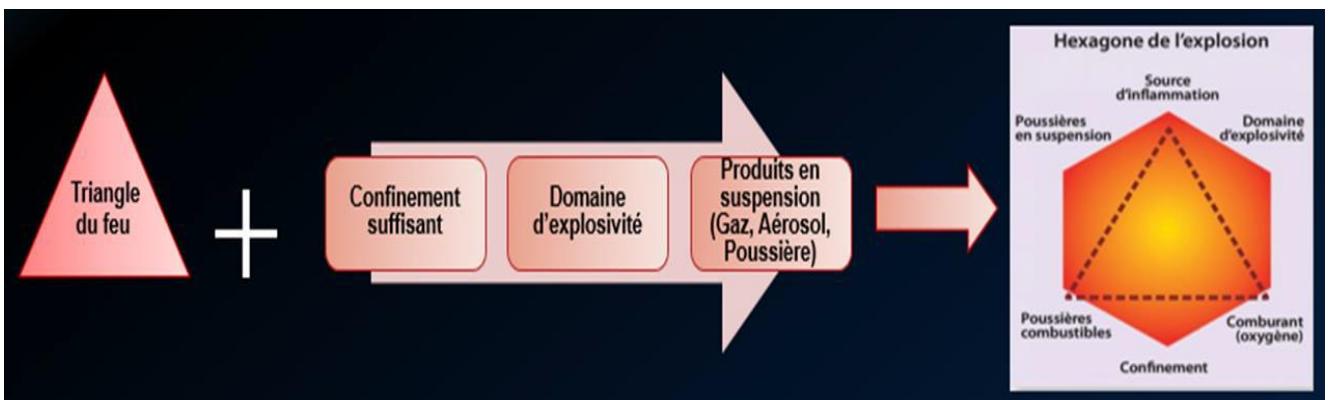 Triangle
du feu
Confinement
suffisant
Domaine
d'explosivité
Produits en
suspension
(Gaz, Aérosol,
Poussière)
Hexagone de l'explosion
Source
d'inflammation
Poussières
en suspension
Domaine
d'explosivité
Poussières
combustibles
Comburant
(oxygène)
Confinement